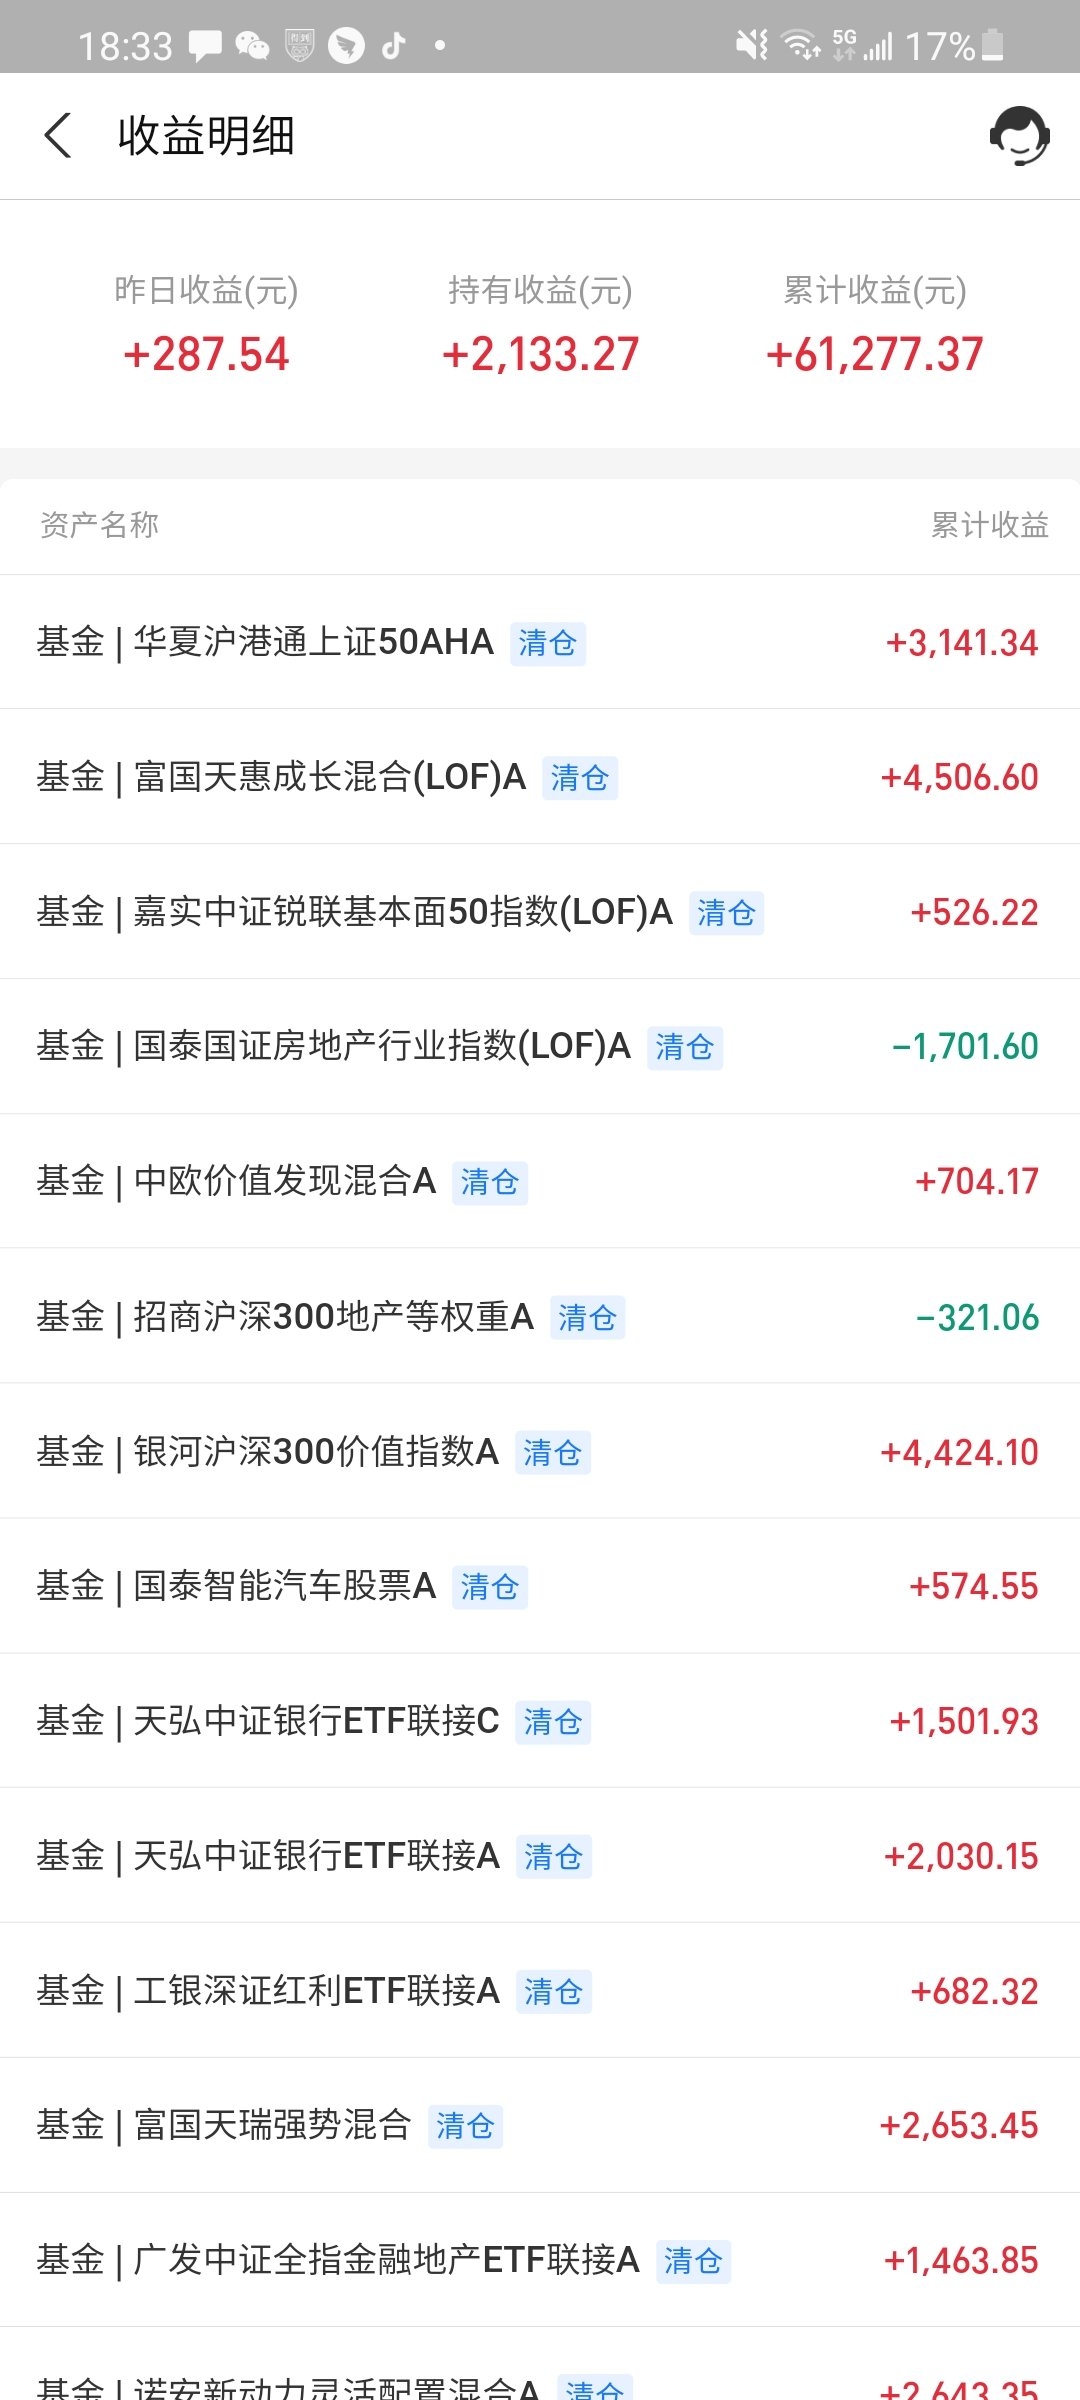 18:33 5G 17%
收益明细
昨日收益(元) 持有收益(元) 累计收益(元)
+287.54 +2,133.27 +61,277.37
资产名称 累计收益
基金 | 华夏沪港通上证50AHA 清仓 +3,141.34
基金 | 富国天惠成长混合(LOF)A 清仓 +4,506.60
基金 | 嘉实中证锐联基本面50指数(LOF)A 清仓 +526.22
基金 | 国泰国证房地产行业指数(LOF)A 清仓 -1,701.60
基金 | 中欧价值发现混合A 清仓 +704.17
基金 | 招商沪深300地产等权重A 清仓 -321.06
基金 | 银河沪深300价值指数A 清仓 +4,424.10
基金 | 国泰智能汽车股票A 清仓 +574.55
基金 | 天弘中证银行ETF联接C 清仓 +1,501.93
基金 | 天弘中证银行ETF联接A 清仓 +2,030.15
基金 | 工银深证红利ETF联接A 清仓 +682.32
基金 | 富国天瑞强势混合 清仓 +2,653.45
基金 | 广发中证全指金融地产ETF联接A 清仓 +1,463.85
基金 | 诺安新动力灵活配置混合A 清仓 +2,643.35